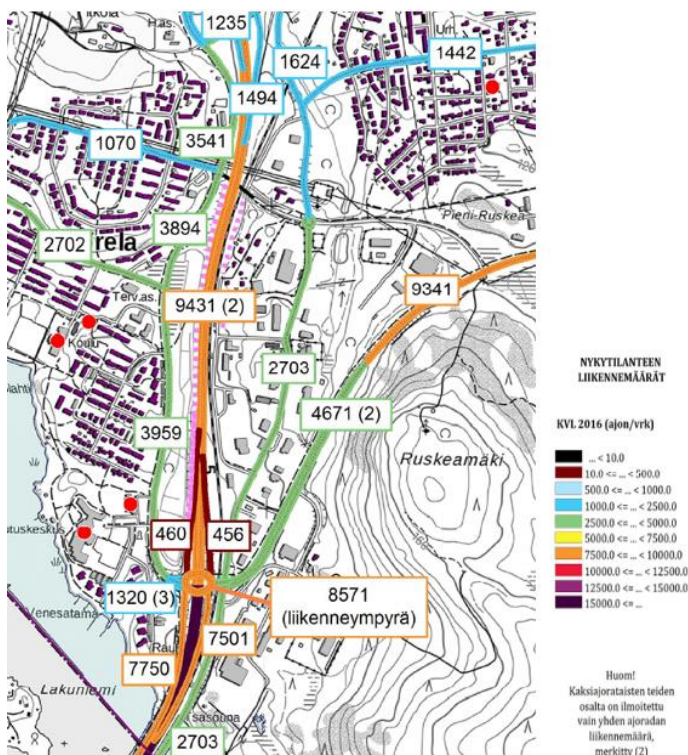 Ilkola
H.as.
1235
Urh.
1624
1442
1494
1070
3541
3894
Pieni-Ruskea
2702
rela
9431 (2)
9341
Terv.as.
Koulu
2703
4671 (2)
3959
Ruskeamäki
460
456
1320 (3)
8571
(liikenneympyrä)
Venesatama
7501
Rau
7750
Lakuniemi
2703
NYKYTILANTEEN
LIIKENNEMÄÄRÄT
KVL 2016 (ajon/vrk)
... < 10.0
10.0 <= ... < 500.0
500.0 <= ... < 1000.0
1000.0 <= ... < 2500.0
2500.0 <= ... < 5000.0
5000.0 <= ... < 7500.0
7500.0 <= ... < 10000.0
10000.0 <= ... < 12500.0
12500.0 <= ... < 15000.0
15000.0 <= ...
Huom!
Kaksiajorataisten teiden
osalta on ilmoitettu
vain yhden ajoradan
liikennemäärä,
merkitty (2)